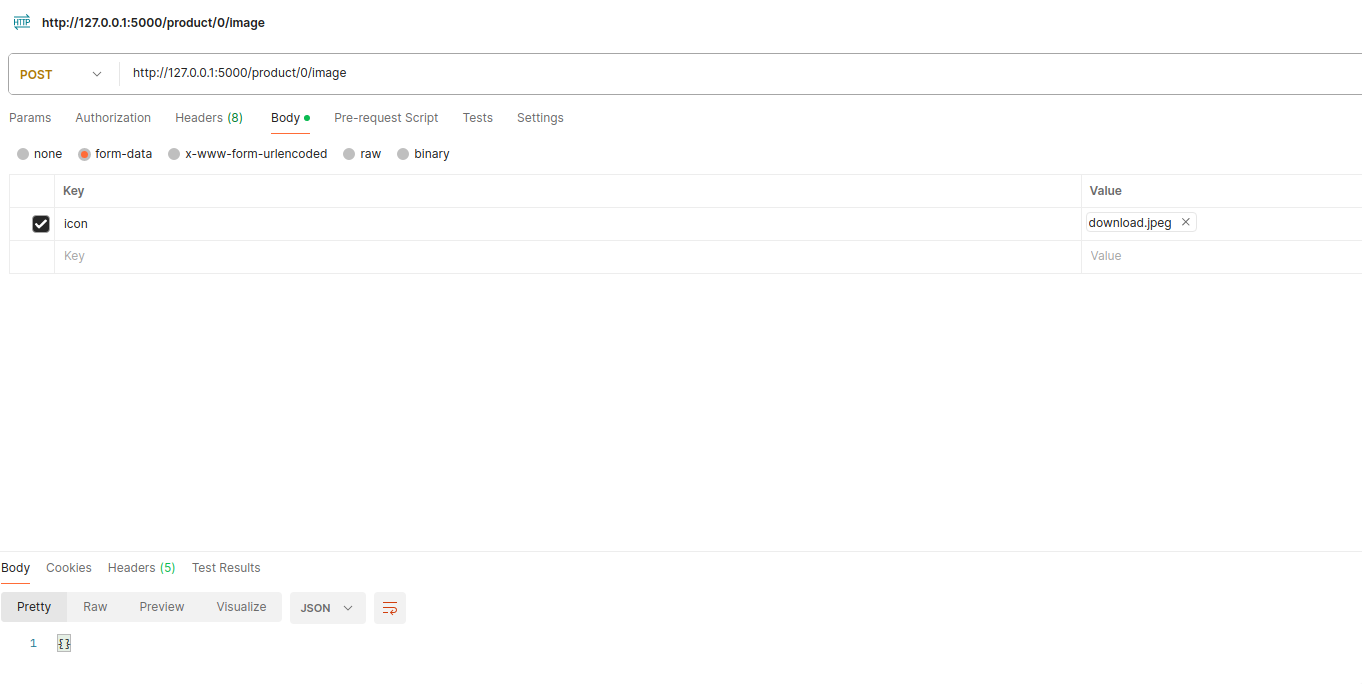 HTTP http://127.0.0.1:5000/product/0/image
POST http://127.0.0.1:5000/product/0/image
Params Authorization Headers (8) Body Pre-request Script Tests Settings
none form-data x-www-form-urlencoded raw binary
Key Value
icon download.jpeg
Key Value
Body Cookies Headers (5) Test Results
Pretty Raw Preview Visualize JSON
1 {}